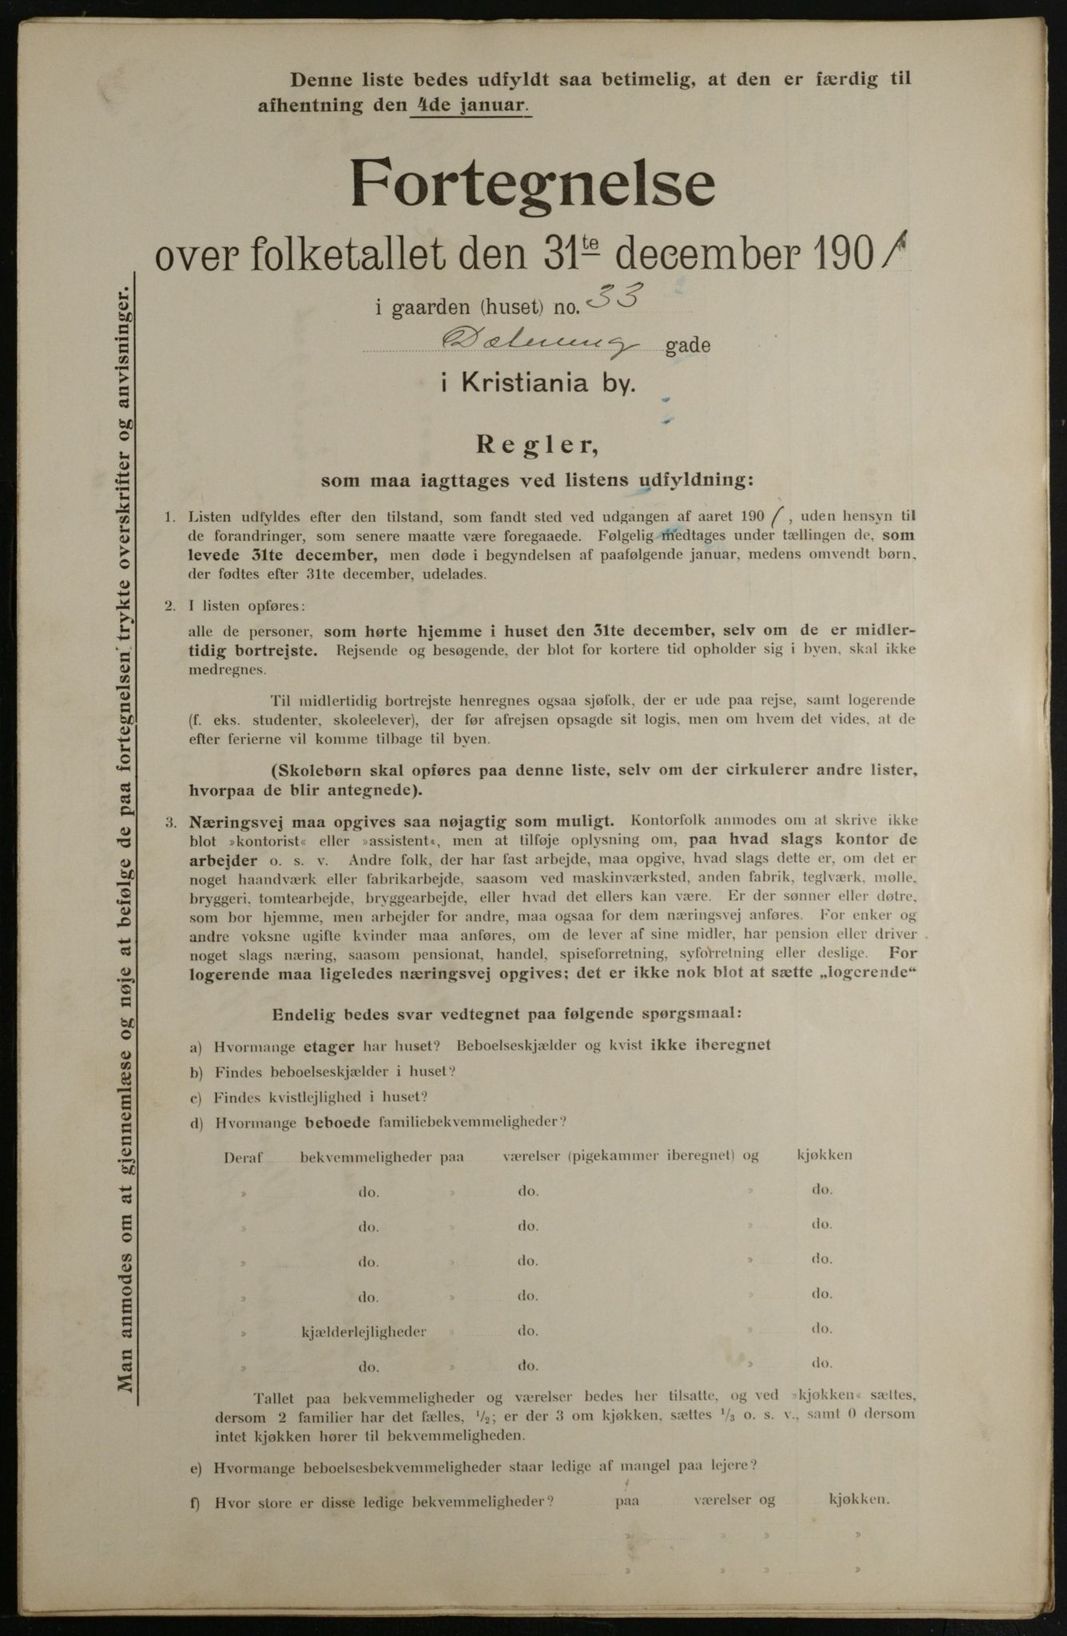 Denne liste bedes udfyldt saa betimelig, at den er færdig til
afhentning den 4de januar.
Fortegnelse
over folketallet den 31te december 1901
i gaarden (huset) no. 33
gade
i Kristiania by.
Regler,
som maa iagttages ved listens udfyldning:
1. Listen udfyldes efter den tilstand, som fandt sted ved udgangen af aaret 1901, uden hensyn til
de forandringer, som senere maatte være foregaaede. Følgelig medtages under tællingen de, som
levede 31te december, men døde i begyndelsen af paafølgende januar, medens omvendt børn,
der fødtes efter 31te december, udelades.
2. I listen opføres:
alle de personer, som hørte hjemme i huset den 31te december, selv om de er midler-
tidig bortrejste. Rejsende og besøgende, der blot for kortere tid opholder sig i byen, skal ikke
medregnes.
Til midlertidig bortrejste henregnes ogsaa sjøfolk, der er ude paa rejse, samt logerende
(f. eks. studenter, skoleelever), der før afrejsen opsagde sit logis, men om hvem det vides, at de
efter ferierne vil komme tilbage til byen.
(Skolebørn skal opføres paa denne liste, selv om der cirkulerer andre lister,
hvorpaa de blir antegnede).
3. Næringsvej maa opgives saa nøjagtig som muligt. Kontorfolk anmodes om at skrive ikke
blot »kontorist« eller »assistent«, men at tilføje oplysning om, paa hvad slags kontor de
arbejder o. s. v. Andre folk, der har fast arbejde, maa opgive, hvad slags dette er, om det er
noget haandværk eller fabrikarbejde, saasom ved maskinværksted, anden fabrik, teglværk, mølle,
bryggeri, tomtearbejde, bryggearbejde, eller hvad det ellers kan være. Er der sønner eller døtre,
som bor hjemme, men arbejder for andre, maa ogsaa for dem næringsvej anføres. For enker og
andre voksne ugifte kvinder maa anføres, om de lever af sine midler, har pension eller driver
noget slags næring, saasom pensionat, handel, spiseforretning, syforretning eller deslige. For
logerende maa ligeledes næringsvej opgives; det er ikke nok blot at sætte „logerende“
Endelig bedes svar vedtegnet paa følgende spørgsmaal:
a) Hvormange etager har huset? Beboelseskjælder og kvist ikke iberegnet
b) Findes beboelseskjælder i huset?
c) Findes kvistlejlighed i huset?
d) Hvormange beboede familiebekvemmeligheder?
Deraf bekvemmeligheder paa værelser (pigekammer iberegnet) og kjøkken
» do. » do. » do.
» do. » do. » do.
» do. » do. » do.
» do. » do. » do.
» kjælderlejligheder » do. » do.
» do. » do. » do.
Tallet paa bekvemmeligheder og værelser bedes her tilsatte, og ved »kjøkken« sættes,
dersom 2 familier har det fælles, 1/2; er der 3 om kjøkken, sættes 1/3 o. s. v., samt 0 dersom
intet kjøkken hører til bekvemmeligheden.
e) Hvormange beboelsesbekvemmeligheder staar ledige af mangel paa lejere?
f) Hvor store er disse ledige bekvemmeligheder? paa værelser og kjøkken.
» » » »
» » » »
Man anmodes om at gjennemlæse og nøje at befølge de paa fortegnelsen trykte overskrifter og anvisninger.